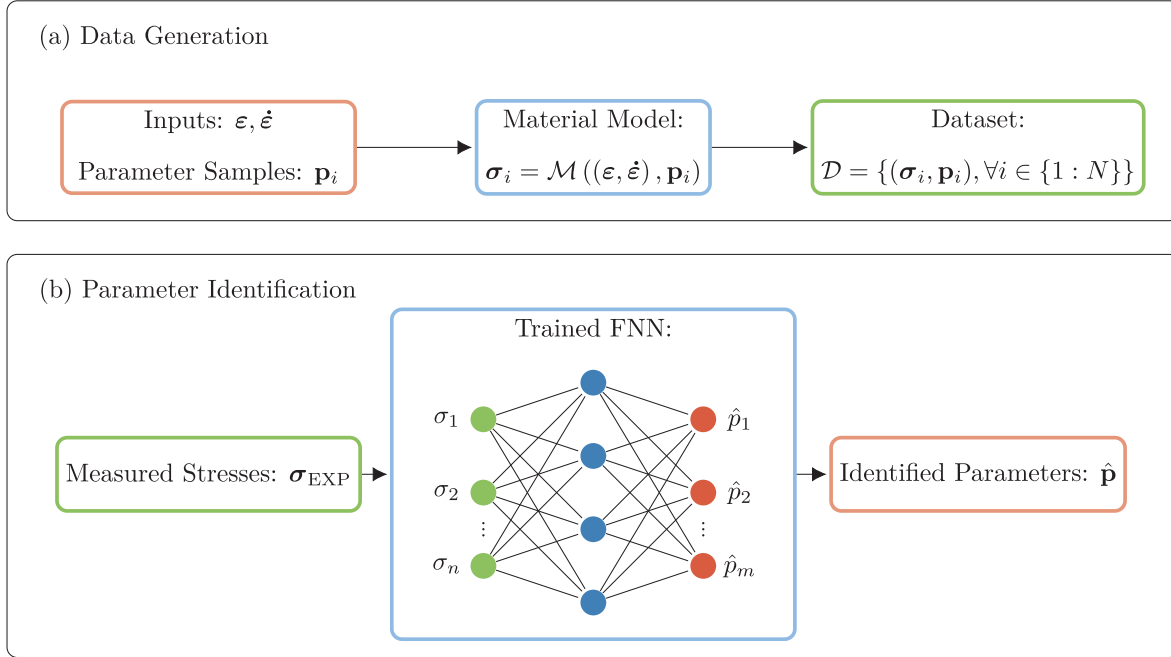 (a) Data Generation
Inputs: 𝜺, 𝜺̇
Parameter Samples: 𝐩ᵢ
Material Model:
𝝈ᵢ = ℳ ((𝜺, 𝜺̇) , 𝐩ᵢ)
Dataset:
𝒟 = {(𝝈ᵢ, 𝐩ᵢ), ∀i ∈ {1 : N}}
(b) Parameter Identification
Trained FNN:
Measured Stresses: 𝝈_EXP
σ₁
σ₂
⋮
σₙ
p̂₁
p̂₂
⋮
p̂ₘ
Identified Parameters: 𝐩̂